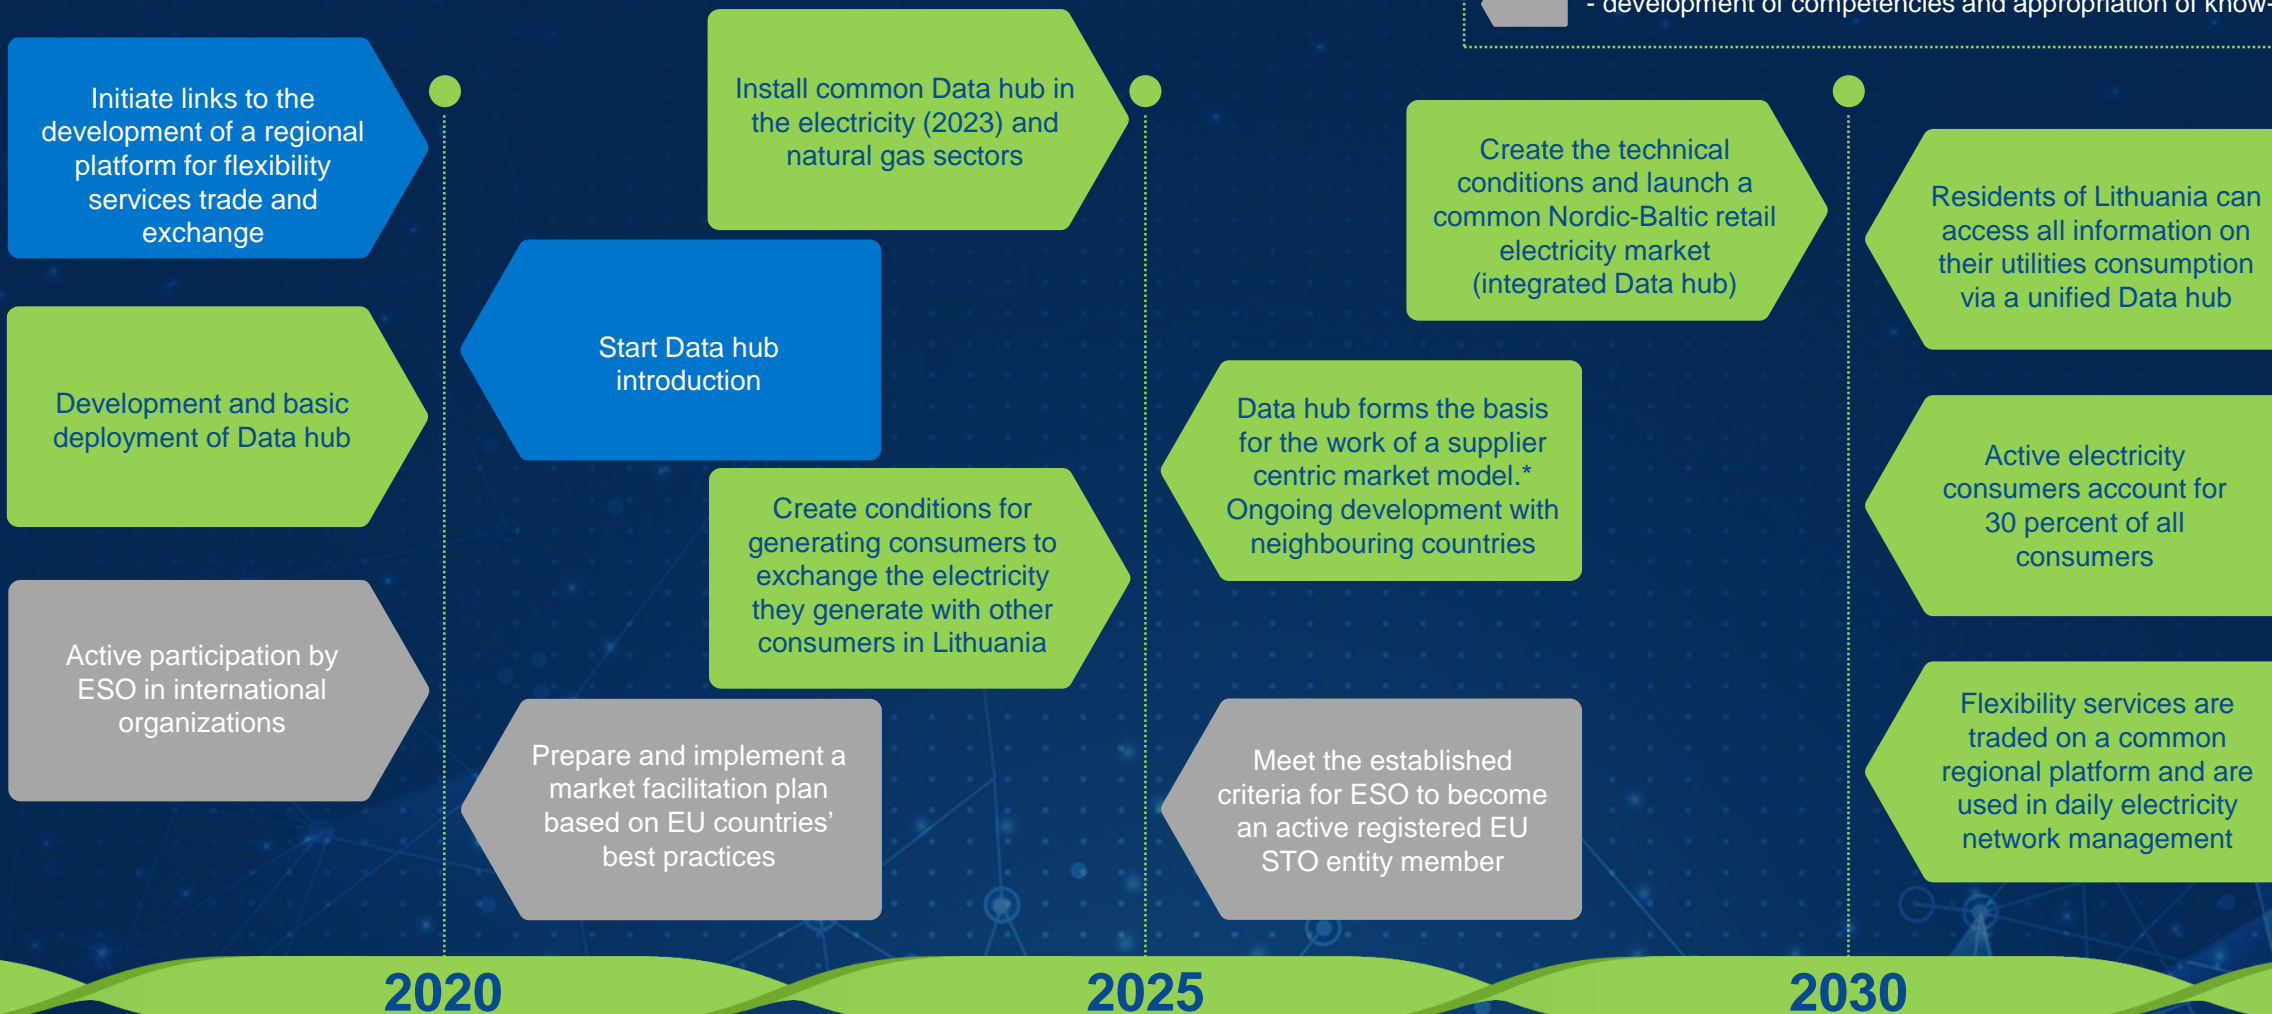 - development of competencies and appropriation of know-
Initiate links to the
development of a regional
platform for flexibility
services trade and
exchange
Development and basic
deployment of Data hub
Active participation by
ESO in international
organizations
Start Data hub
introduction
Prepare and implement a
market facilitation plan
based on EU countries’
best practices
Install common Data hub in
the electricity (2023) and
natural gas sectors
Create conditions for
generating consumers to
exchange the electricity
they generate with other
consumers in Lithuania
Data hub forms the basis
for the work of a supplier
centric market model.*
Ongoing development with
neighbouring countries
Meet the established
criteria for ESO to become
an active registered EU
STO entity member
Create the technical
conditions and launch a
common Nordic-Baltic retail
electricity market
(integrated Data hub)
Residents of Lithuania can
access all information on
their utilities consumption
via a unified Data hub
Active electricity
consumers account for
30 percent of all
consumers
Flexibility services are
traded on a common
regional platform and are
used in daily electricity
network management
2020
2025
2030